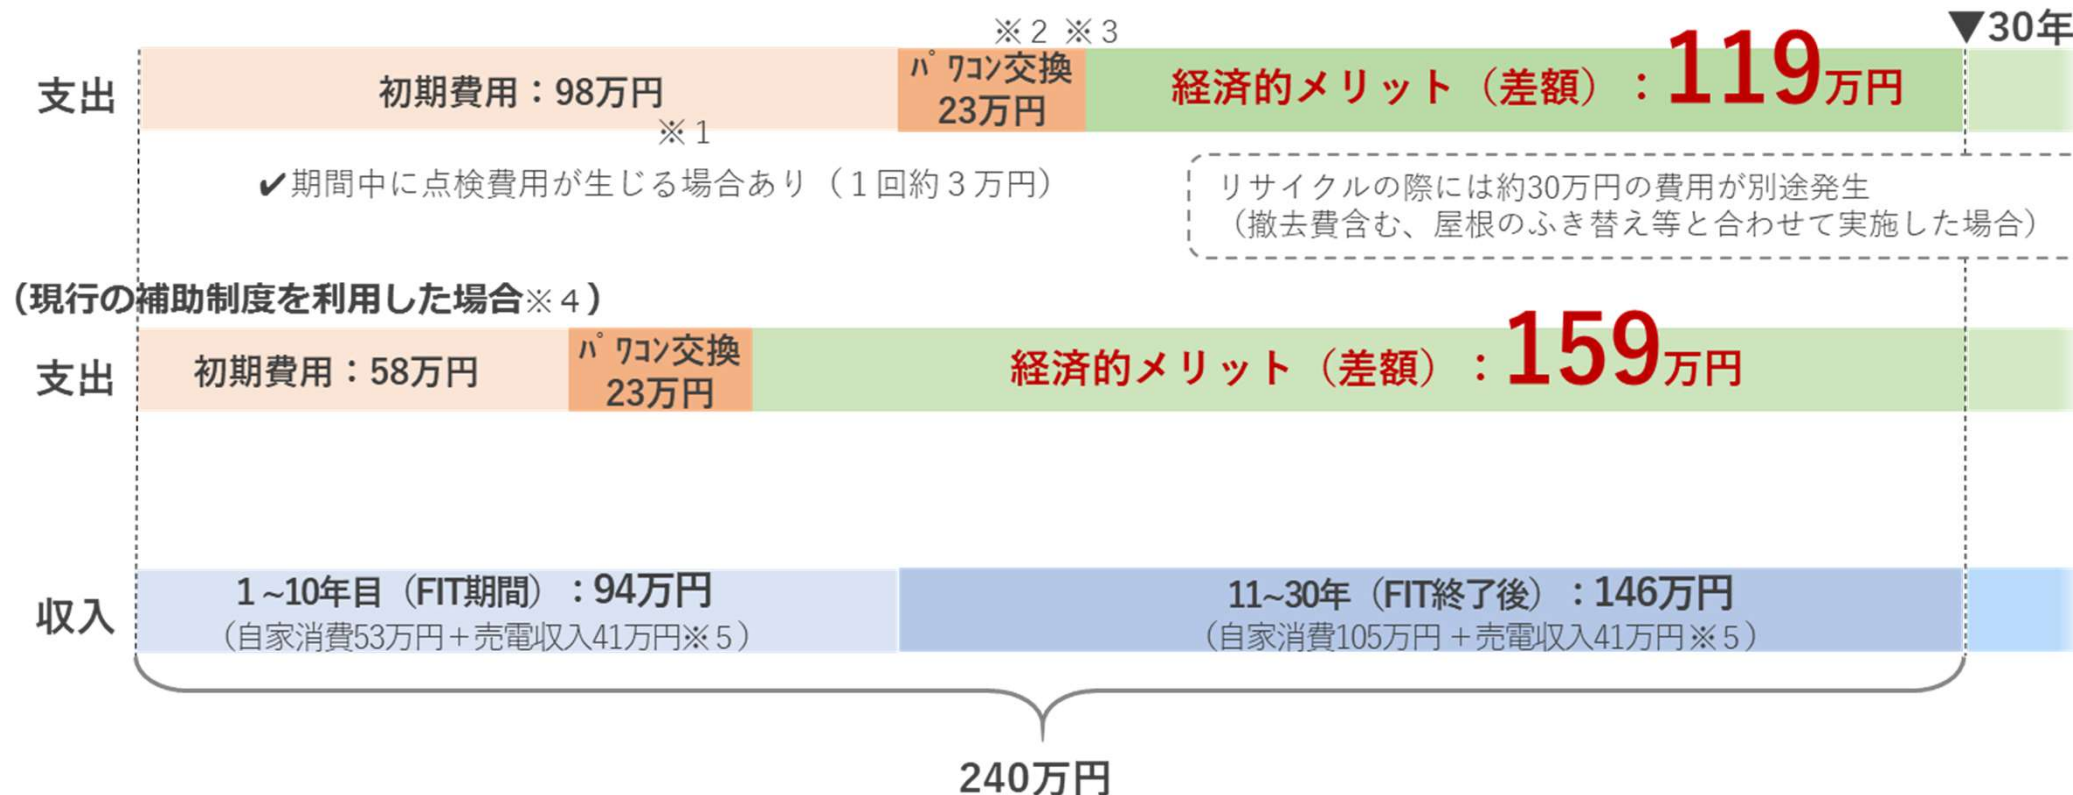 ※２ ※３
▼30年
支出
初期費用：98万円
ﾊﾟﾜｺﾝ交換
23万円
経済的メリット（差額）：119万円
※１
✔期間中に点検費用が生じる場合あり（１回約３万円）
リサイクルの際には約30万円の費用が別途発生
（撤去費含む、屋根のふき替え等と合わせて実施した場合）
（現行の補助制度を利用した場合※４）
支出
初期費用：58万円
ﾊﾟﾜｺﾝ交換
23万円
経済的メリット（差額）：159万円
収入
１~10年目（FIT期間）：94万円
（自家消費53万円＋売電収入41万円※５）
11~30年（FIT終了後）：146万円
（自家消費105万円＋売電収入41万円※５）
240万円